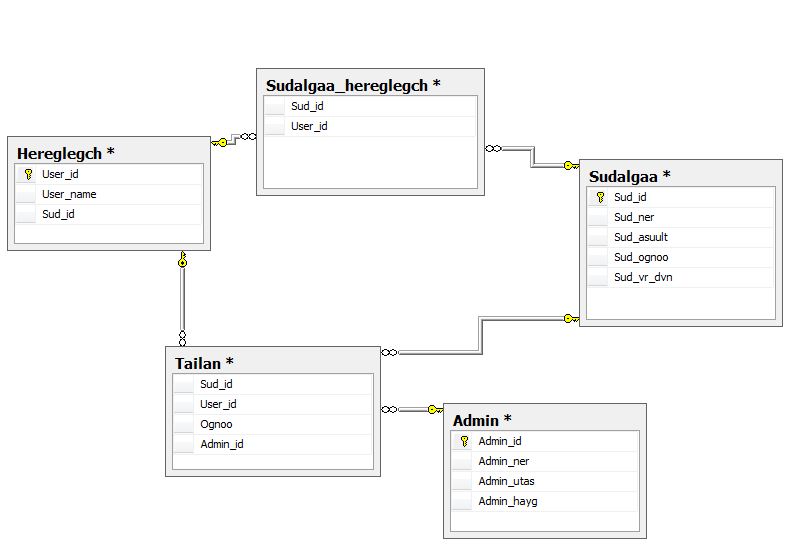 Sudalgaa_hereglegch *
Sud_id
User_id
Hereglegch *
User_id
User_name
Sud_id
Sudalgaa *
Sud_id
Sud_ner
Sud_asuult
Sud_ognoo
Sud_vr_dvn
Tailan *
Sud_id
User_id
Ognoo
Admin_id
Admin *
Admin_id
Admin_ner
Admin_utas
Admin_hayg